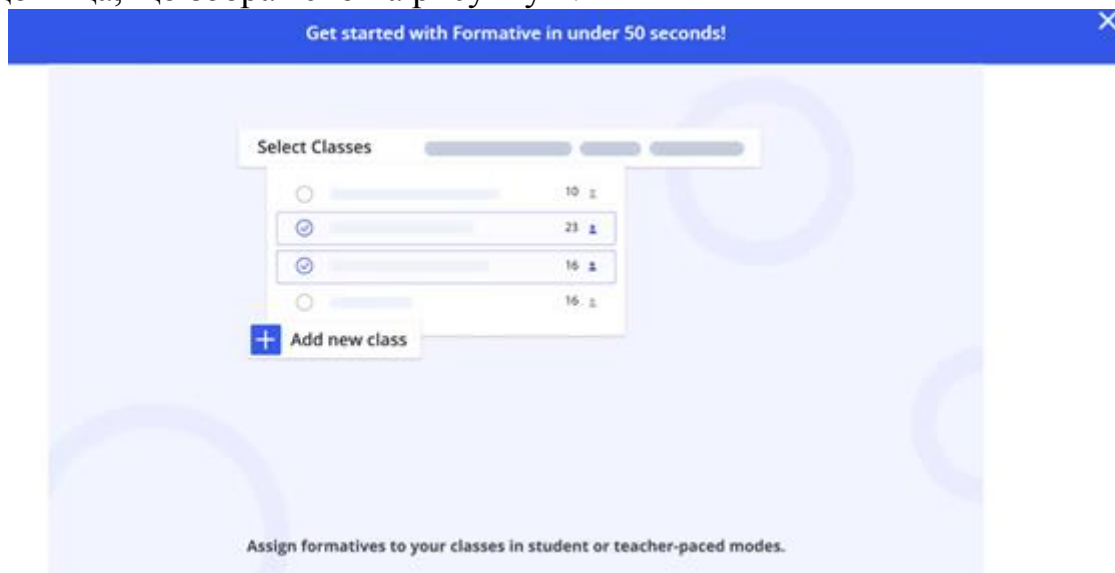 Get started with Formative in under 50 seconds!
Select Classes
10
23
16
16
Add new class
Assign formatives to your classes in student or teacher-paced modes.